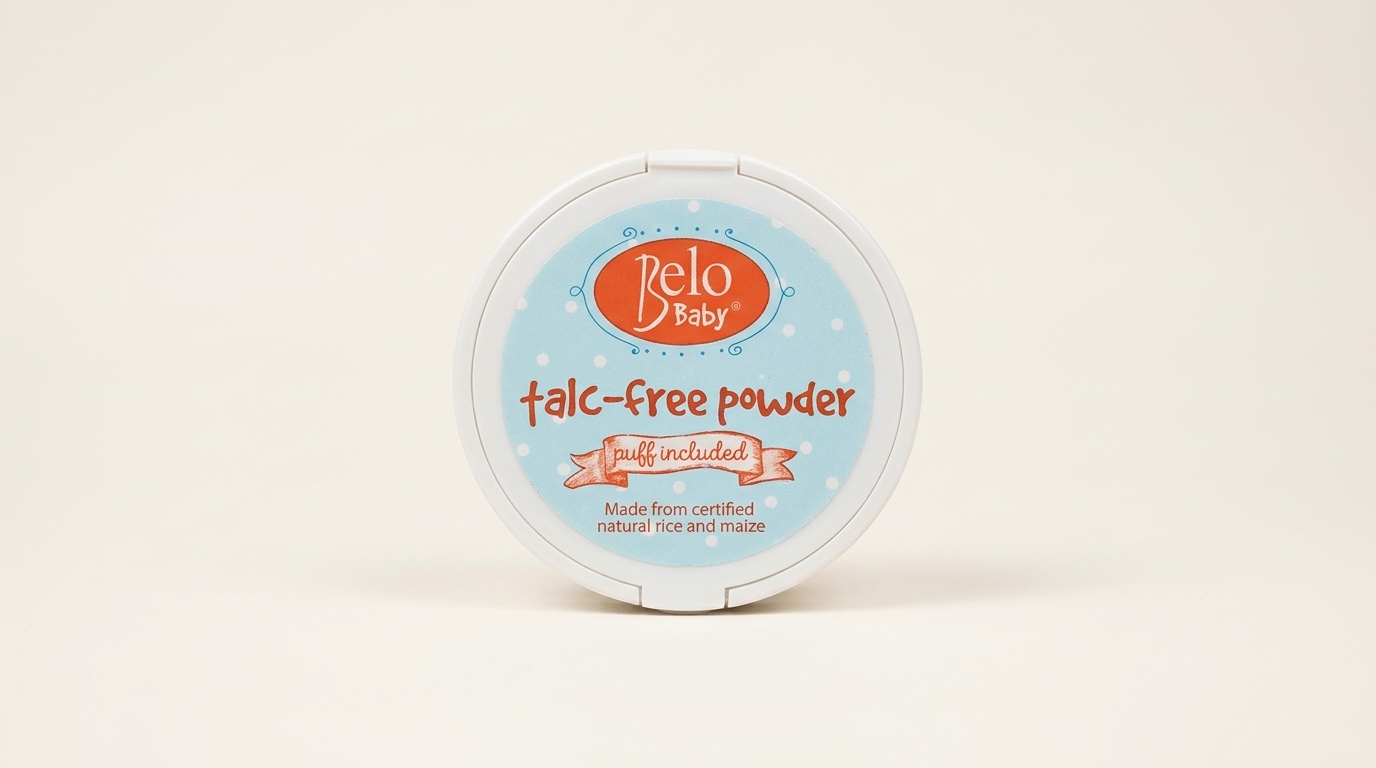 Belo
Baby®
talc-free powder
puff included
Made from certified
natural rice and maize